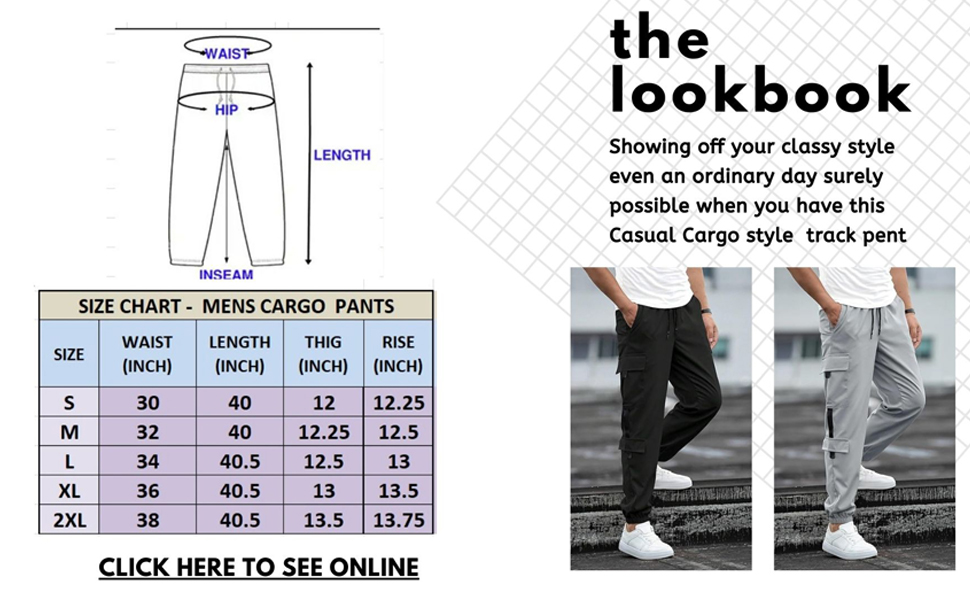 WAIST
HIP
LENGTH
INSEAM
SIZE CHART - MENS CARGO PANTS
SIZE WAIST (INCH) LENGTH (INCH) THIG (INCH) RISE (INCH)
S 30 40 12 12.25
M 32 40 12.25 12.5
L 34 40.5 12.5 13
XL 36 40.5 13 13.5
2XL 38 40.5 13.5 13.75
CLICK HERE TO SEE ONLINE
the
lookbook
Showing off your classy style
even an ordinary day surely
possible when you have this
Casual Cargo style track pent